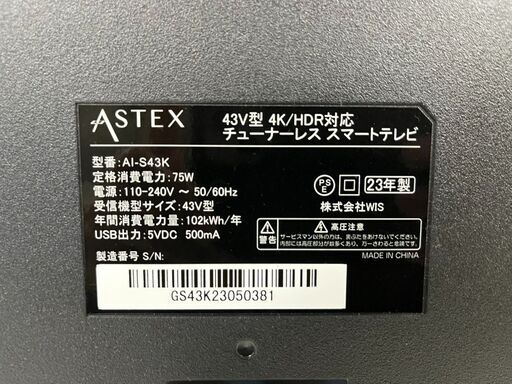 ASTEX
43V型 4K/HDR対応
チューナーレス スマートテレビ
型番: AI-S43K
定格消費電力: 75W
電源: 110-240V ～ 50/60Hz
受信機型サイズ: 43V型
年間消費電力量: 102kWh/年
USB出力: 5VDC 500mA
製造番号 S/N:
GS43K23050381
PS
E
23年製
株式会社WIS
警告
高圧注意
サービスマン以外の方は、裏ぶたをあけないでください。
内部には高圧部分が数多くあり、万一さわると危険です。
MADE IN CHINA